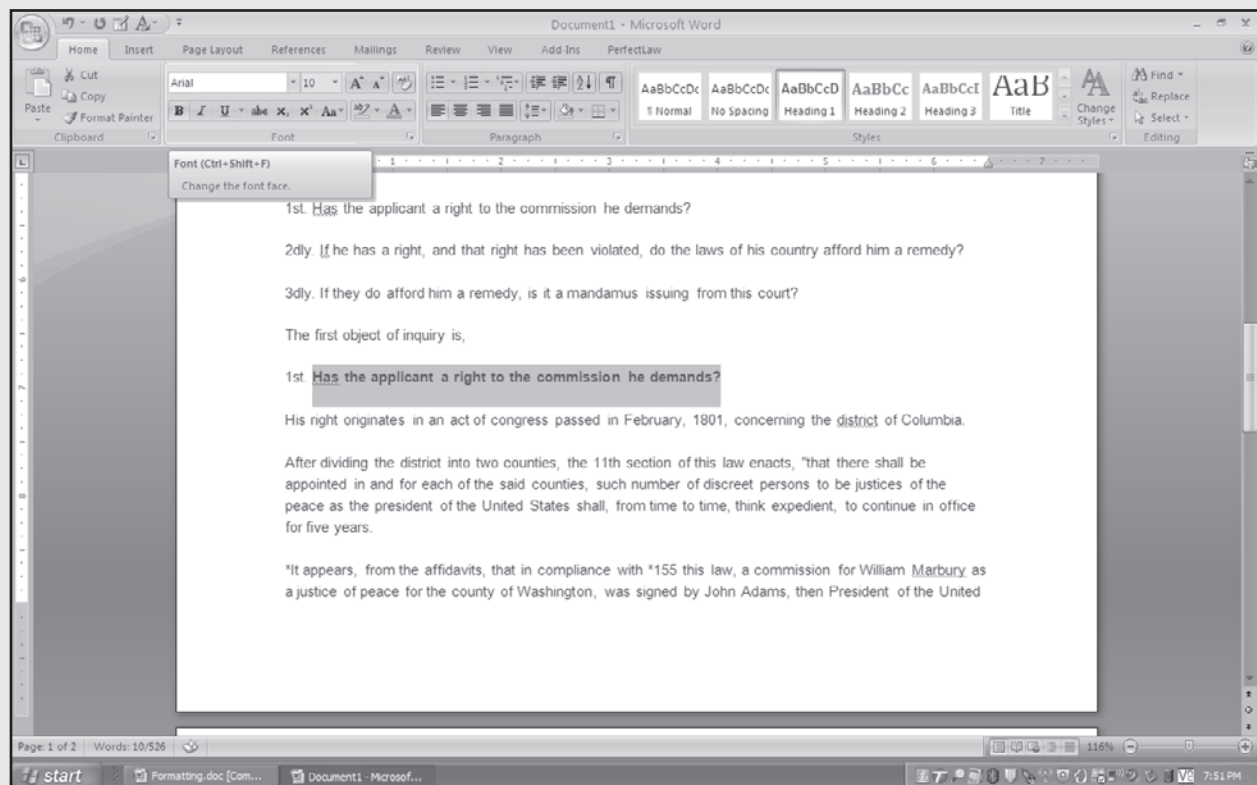 Document1 - Microsoft Word
Home Insert Page Layout References Mailings Review View Add-Ins PerfectLaw
Paste
Cut
Copy
Format Painter
Clipboard
Arial 10
B I U abc x₂ x² Aa A
Font
Paragraph
AaBbCcDc AaBbCcDc AaBbCcD AaBbCc AaBbCcI AaB
¶ Normal No Spacing Heading 1 Heading 2 Heading 3 Title
Change Styles
Styles
Find
Replace
Select
Editing
Font (Ctrl+Shift+F)
Change the font face.
1 2 3 4 5 6 7
1st. Has the applicant a right to the commission he demands?
2dly. If he has a right, and that right has been violated, do the laws of his country afford him a remedy?
3dly. If they do afford him a remedy, is it a mandamus issuing from this court?
The first object of inquiry is,
1st. Has the applicant a right to the commission he demands?
His right originates in an act of congress passed in February, 1801, concerning the district of Columbia.
After dividing the district into two counties, the 11th section of this law enacts, "that there shall be
appointed in and for each of the said counties, such number of discreet persons to be justices of the
peace as the president of the United States shall, from time to time, think expedient, to continue in office
for five years.
*It appears, from the affidavits, that in compliance with *155 this law, a commission for William Marbury as
a justice of peace for the county of Washington, was signed by John Adams, then President of the United
Page: 1 of 2 Words: 10/526 116%
start Formatting.doc [Com... Document1 - Microsof... 7:51 PM